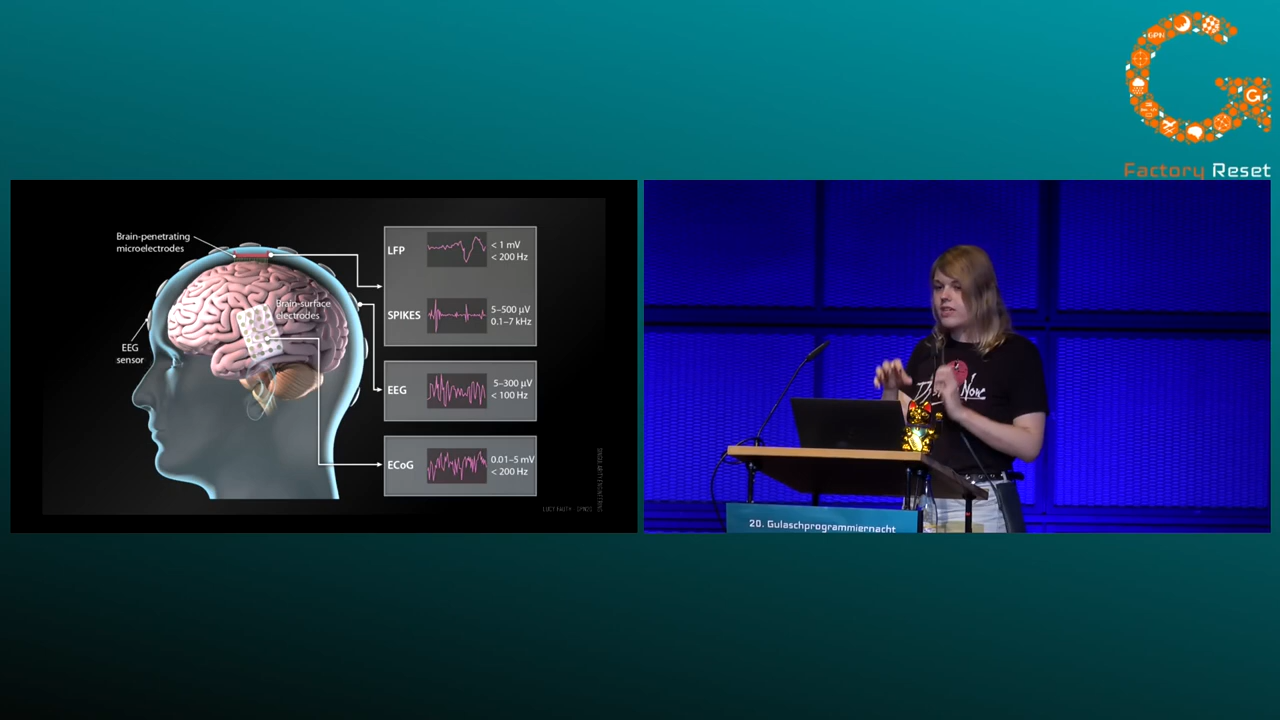 GPN
Factory Reset
Brain-penetrating
microelectrodes
Brain-surface
electrodes
EEG
sensor
LFP
< 1 mV
< 200 Hz
SPIKES
5–500 µV
0.1–7 kHz
EEG
5–300 µV
< 100 Hz
ECoG
0.01–5 mV
< 200 Hz
Now
20. Gulaschprogrammiernacht